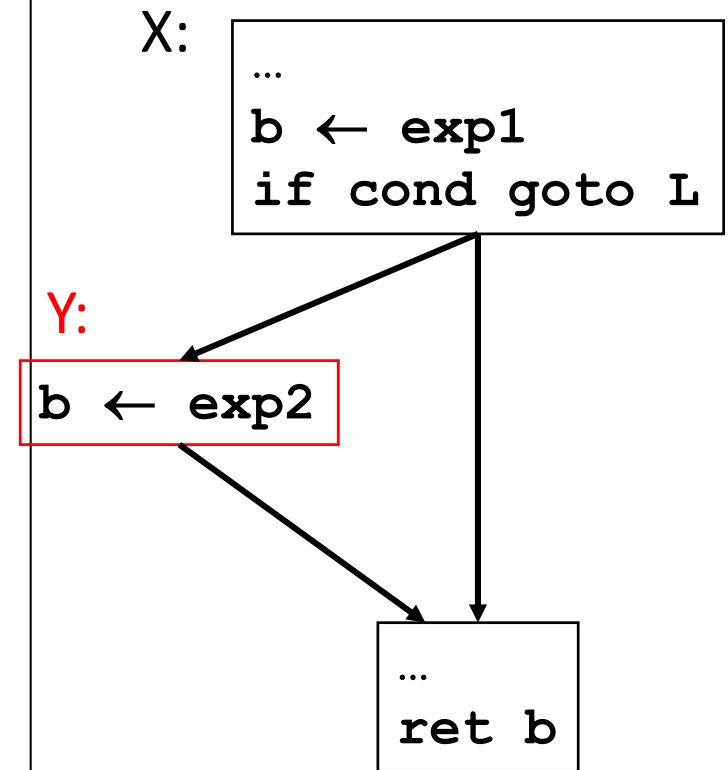 X:
…
b ← exp1
if cond goto L
Y:
b ← exp2
…
ret b